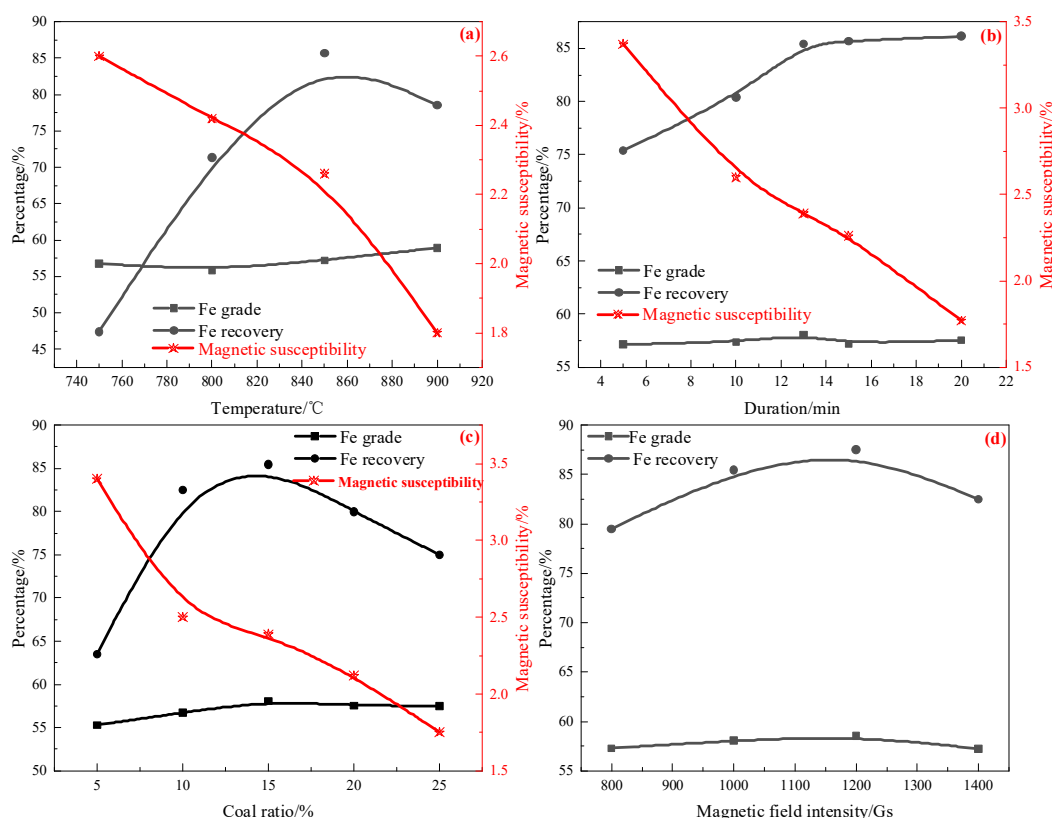 (a)
90
85
80
75
70
65
60
55
50
45
Percentage/%
2.6
2.4
2.2
2.0
1.8
Magnetic susceptibility/%
Fe grade
Fe recovery
Magnetic susceptibility
740 760 780 800 820 840 860 880 900 920
Temperature/℃
(b)
85
80
75
70
65
60
55
Percentage/%
3.5
3.0
2.5
2.0
1.5
Magnetic susceptibility/%
Fe grade
Fe recovery
Magnetic susceptibility
4 6 8 10 12 14 16 18 20 22
Duration/min
(c)
90
85
80
75
70
65
60
55
50
Percentage/%
3.5
3.0
2.5
2.0
1.5
Magnetic susceptibility/%
Fe grade
Fe recovery
Magnetic susceptibility
5 10 15 20 25
Coal ratio/%
(d)
90
85
80
75
70
65
60
55
Percentage/%
Fe grade
Fe recovery
800 900 1000 1100 1200 1300 1400
Magnetic field intensity/Gs